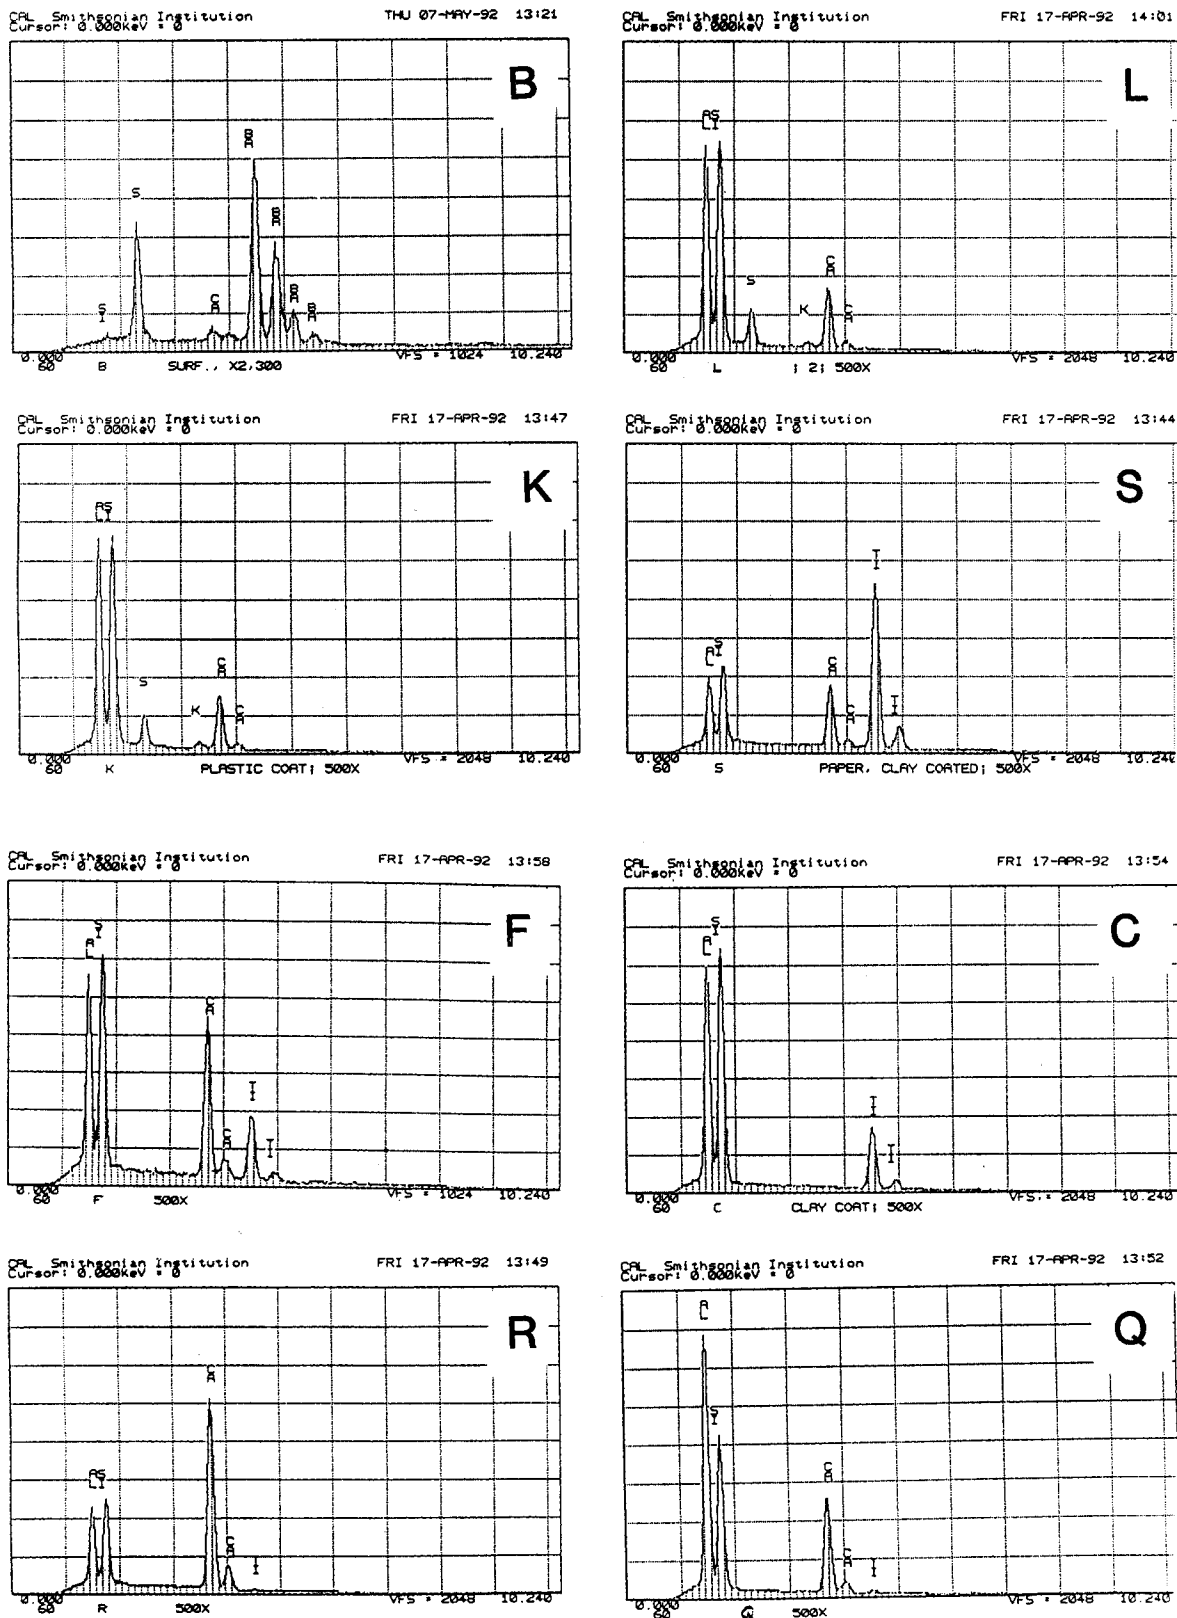 CAL Smithsonian Institution THU 07-MAY-92 13:21
Cursor: 0.000keV = 0
B
S
BA
BA
SI
CA
BA
BA
0.000 VFS = 1024 10.240
60 B SURF., X2,300
CAL Smithsonian Institution FRI 17-APR-92 14:01
Cursor: 0.000keV = 0
L
AL SI
S
K
CA
CA
0.000 VFS = 2048 10.240
60 L ; 2; 500X
CAL Smithsonian Institution FRI 17-APR-92 13:47
Cursor: 0.000keV = 0
K
AL SI
S
K
CA
CA
0.000 VFS = 2048 10.240
60 K PLASTIC COAT; 500X
CAL Smithsonian Institution FRI 17-APR-92 13:44
Cursor: 0.000keV = 0
S
AL
SI
CA
CA
TI
TI
0.000 VFS = 2048 10.240
60 S PAPER, CLAY COATED; 500X
CAL Smithsonian Institution FRI 17-APR-92 13:58
Cursor: 0.000keV = 0
F
AL
SI
CA
CA
TI
TI
0.000 VFS = 1024 10.240
60 F 500X
CAL Smithsonian Institution FRI 17-APR-92 13:54
Cursor: 0.000keV = 0
C
AL
SI
TI
TI
0.000 VFS = 2048 10.240
60 C CLAY COAT; 500X
CAL Smithsonian Institution FRI 17-APR-92 13:49
Cursor: 0.000keV = 0
R
AL SI
CA
CA
TI
0.000 VFS = 2048 10.240
60 R 500X
CAL Smithsonian Institution FRI 17-APR-92 13:52
Cursor: 0.000keV = 0
Q
AL
SI
CA
CA
TI
0.000 VFS = 2048 10.240
60 Q 500X